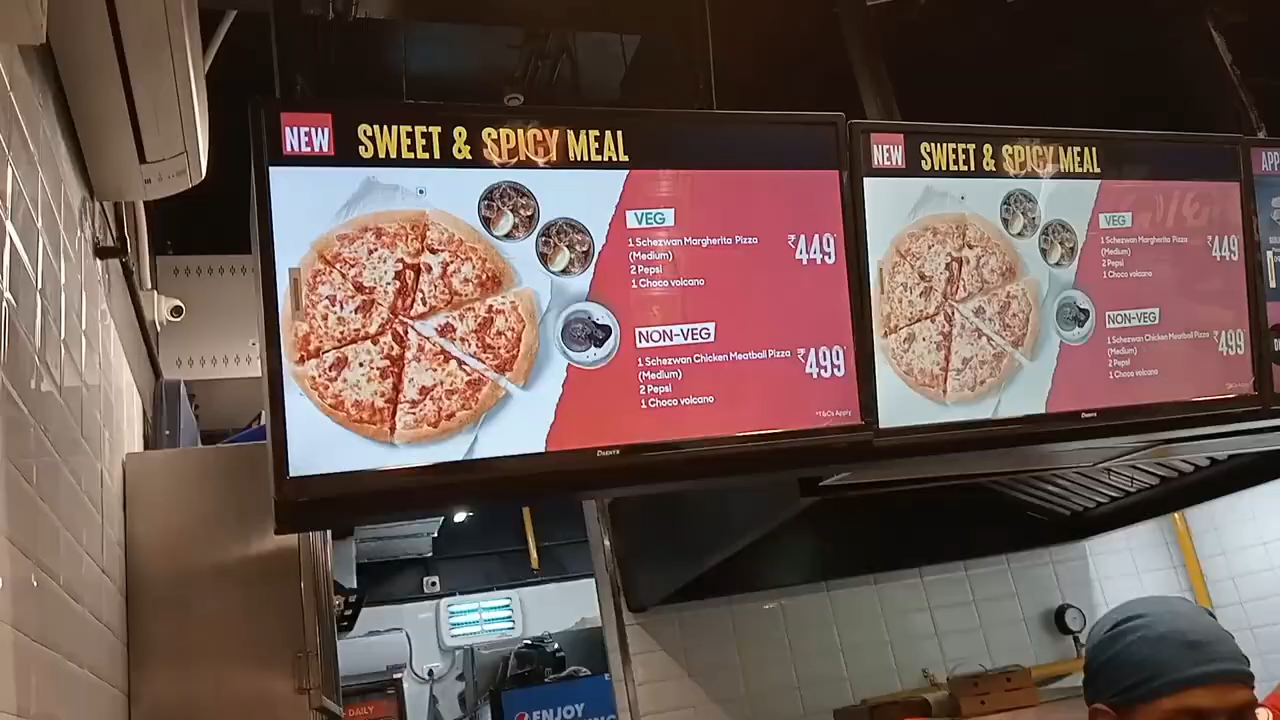 NEW
SWEET & SPICY MEAL
VEG
1 Schezwan Margherita Pizza
(Medium)
2 Pepsi
1 Choco volcano
₹449*
NON-VEG
1 Schezwan Chicken Meatball Pizza
(Medium)
2 Pepsi
1 Choco volcano
₹499*
*T&Cs Apply
NEW
SWEET & SPICY MEAL
VEG
1 Schezwan Margherita Pizza
(Medium)
2 Pepsi
1 Choco volcano
₹449*
NON-VEG
1 Schezwan Chicken Meatball Pizza
(Medium)
2 Pepsi
1 Choco volcano
₹499*
*T&Cs Apply
APP
DAILY
ENJOY